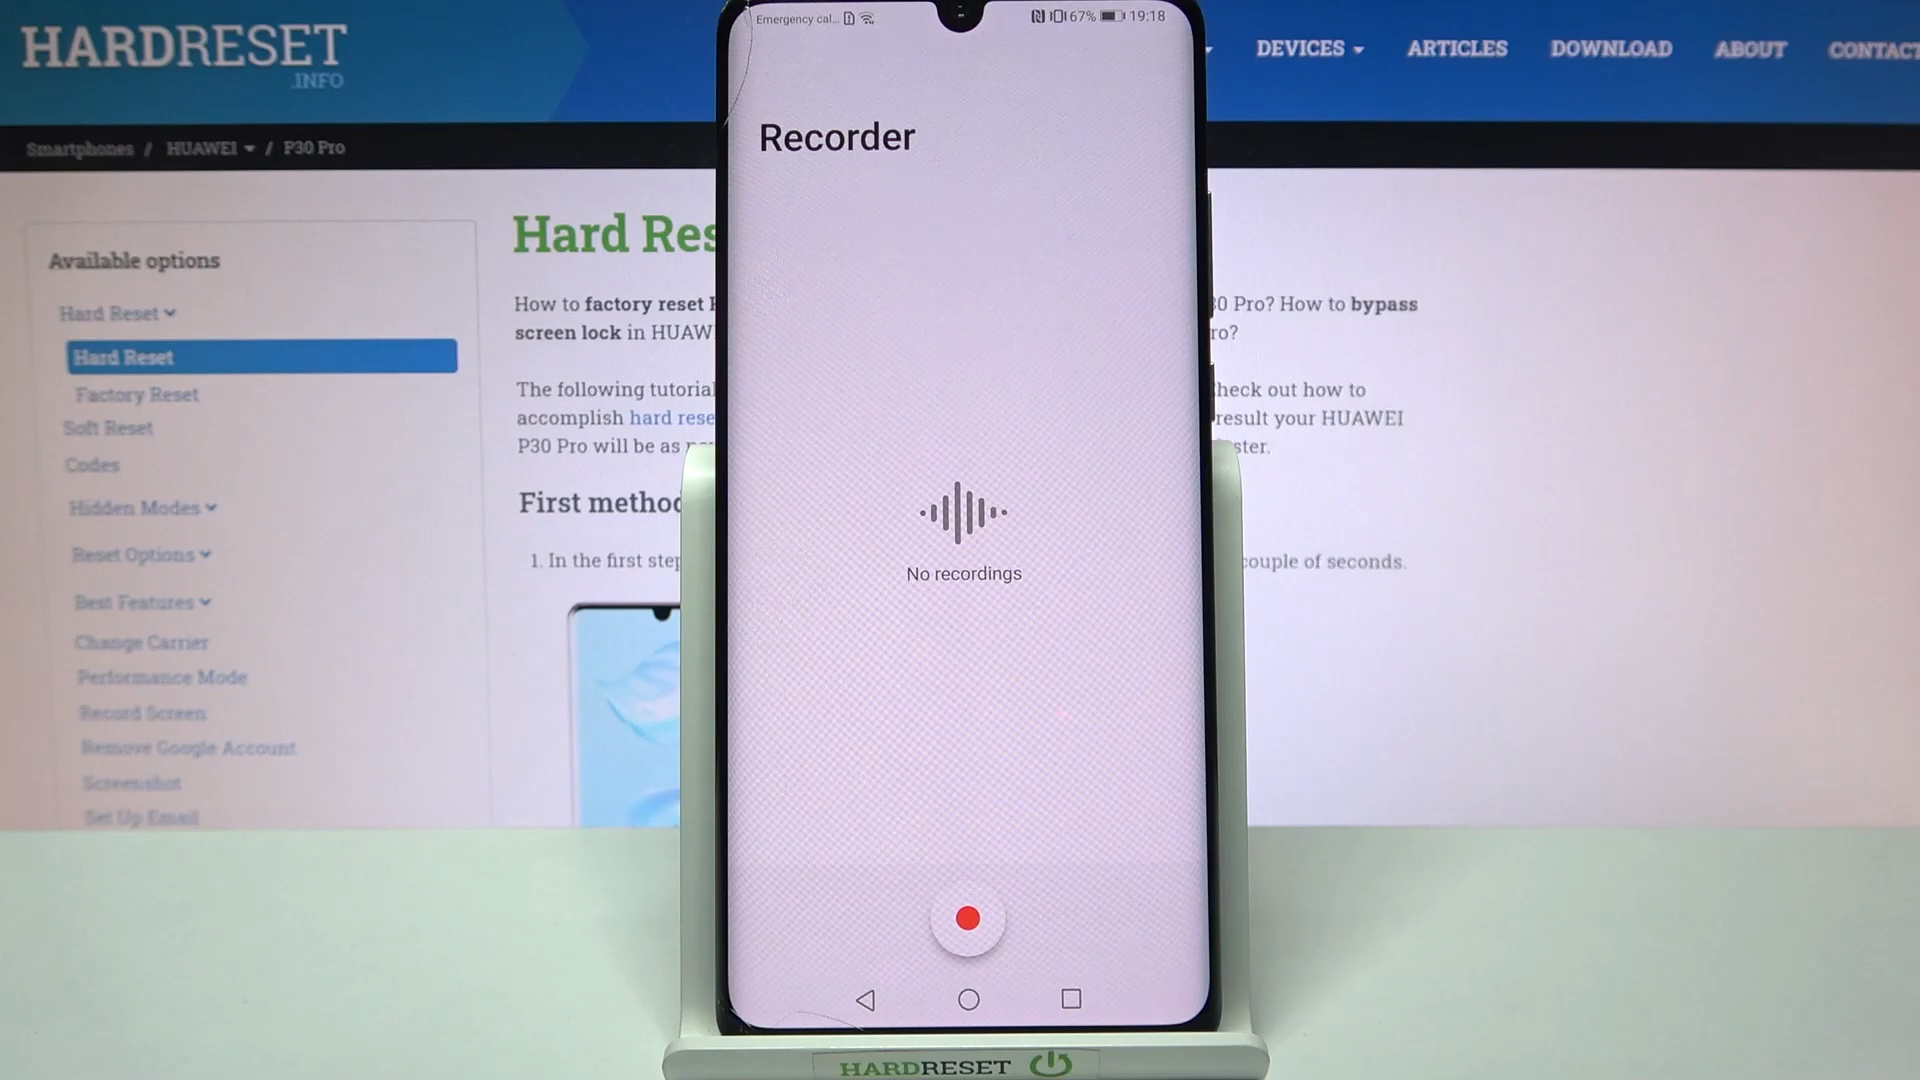 HARDRESET
.INFO
DEVICES
ARTICLES
DOWNLOAD
ABOUT
CONTACT
Smartphones / HUAWEI / P30 Pro
Available options
Hard Reset
Hard Reset
Factory Reset
Soft Reset
Codes
Hidden Modes
Reset Options
Best Features
Change Carrier
Performance Mode
Record Screen
Remove Google Account
Screenshot
Set Up Email
Hard Res
How to factory reset
screen lock in HUAW
The following tutorial
accomplish hard rese
P30 Pro will be as
First method
1. In the first step
30 Pro? How to bypass
ro?
heck out how to
result your HUAWEI
ster.
couple of seconds.
Emergency cal...
67% 19:18
Recorder
No recordings
HARDRESET